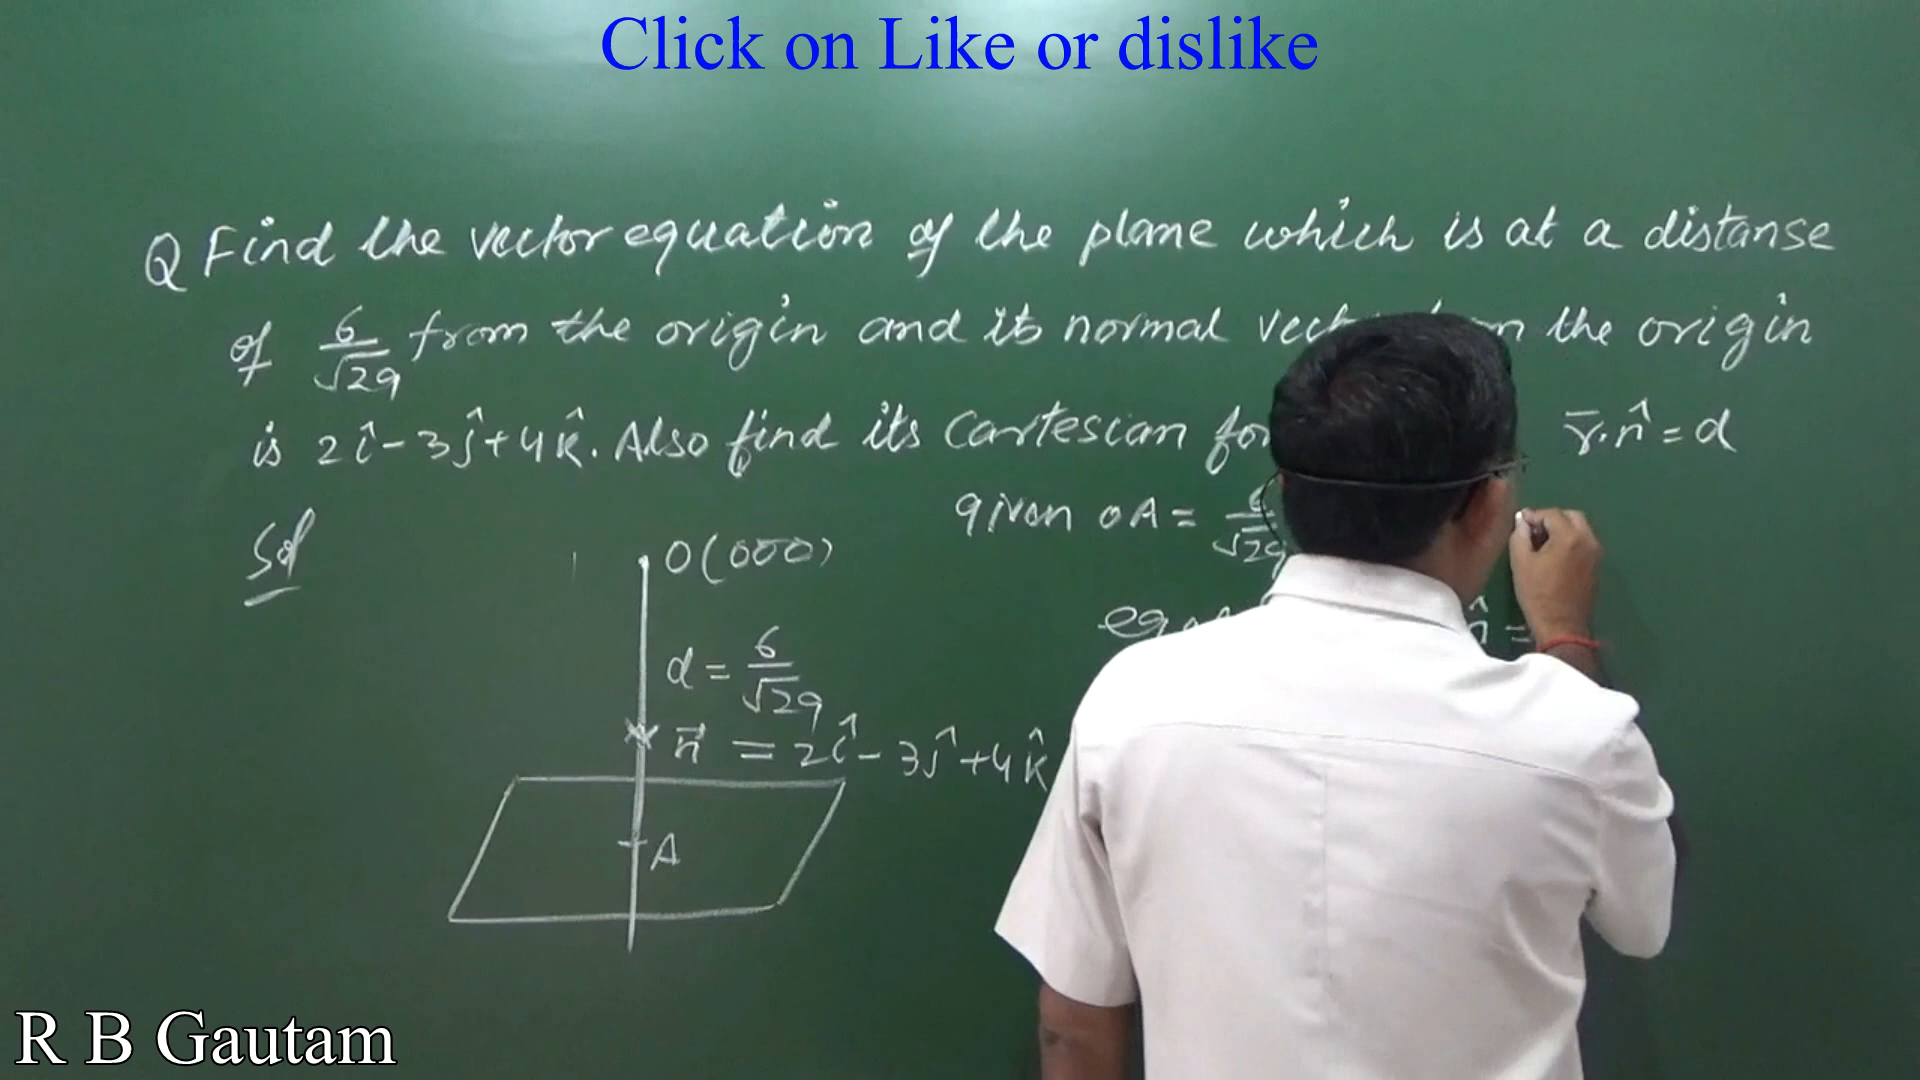 Click on Like or dislike
Q Find the vector equation of the plane which is at a distanse
of 6/√29 from the origin and its normal the origin
is 2î - 3ĵ + 4k̂. Also find its Cartesian r̄.n̂ = d
given OA = 6/√29
Sol
O(000)
n̂ =
d = 6/√29
n⃗ = 2î - 3ĵ + 4k̂
A
R B Gautam